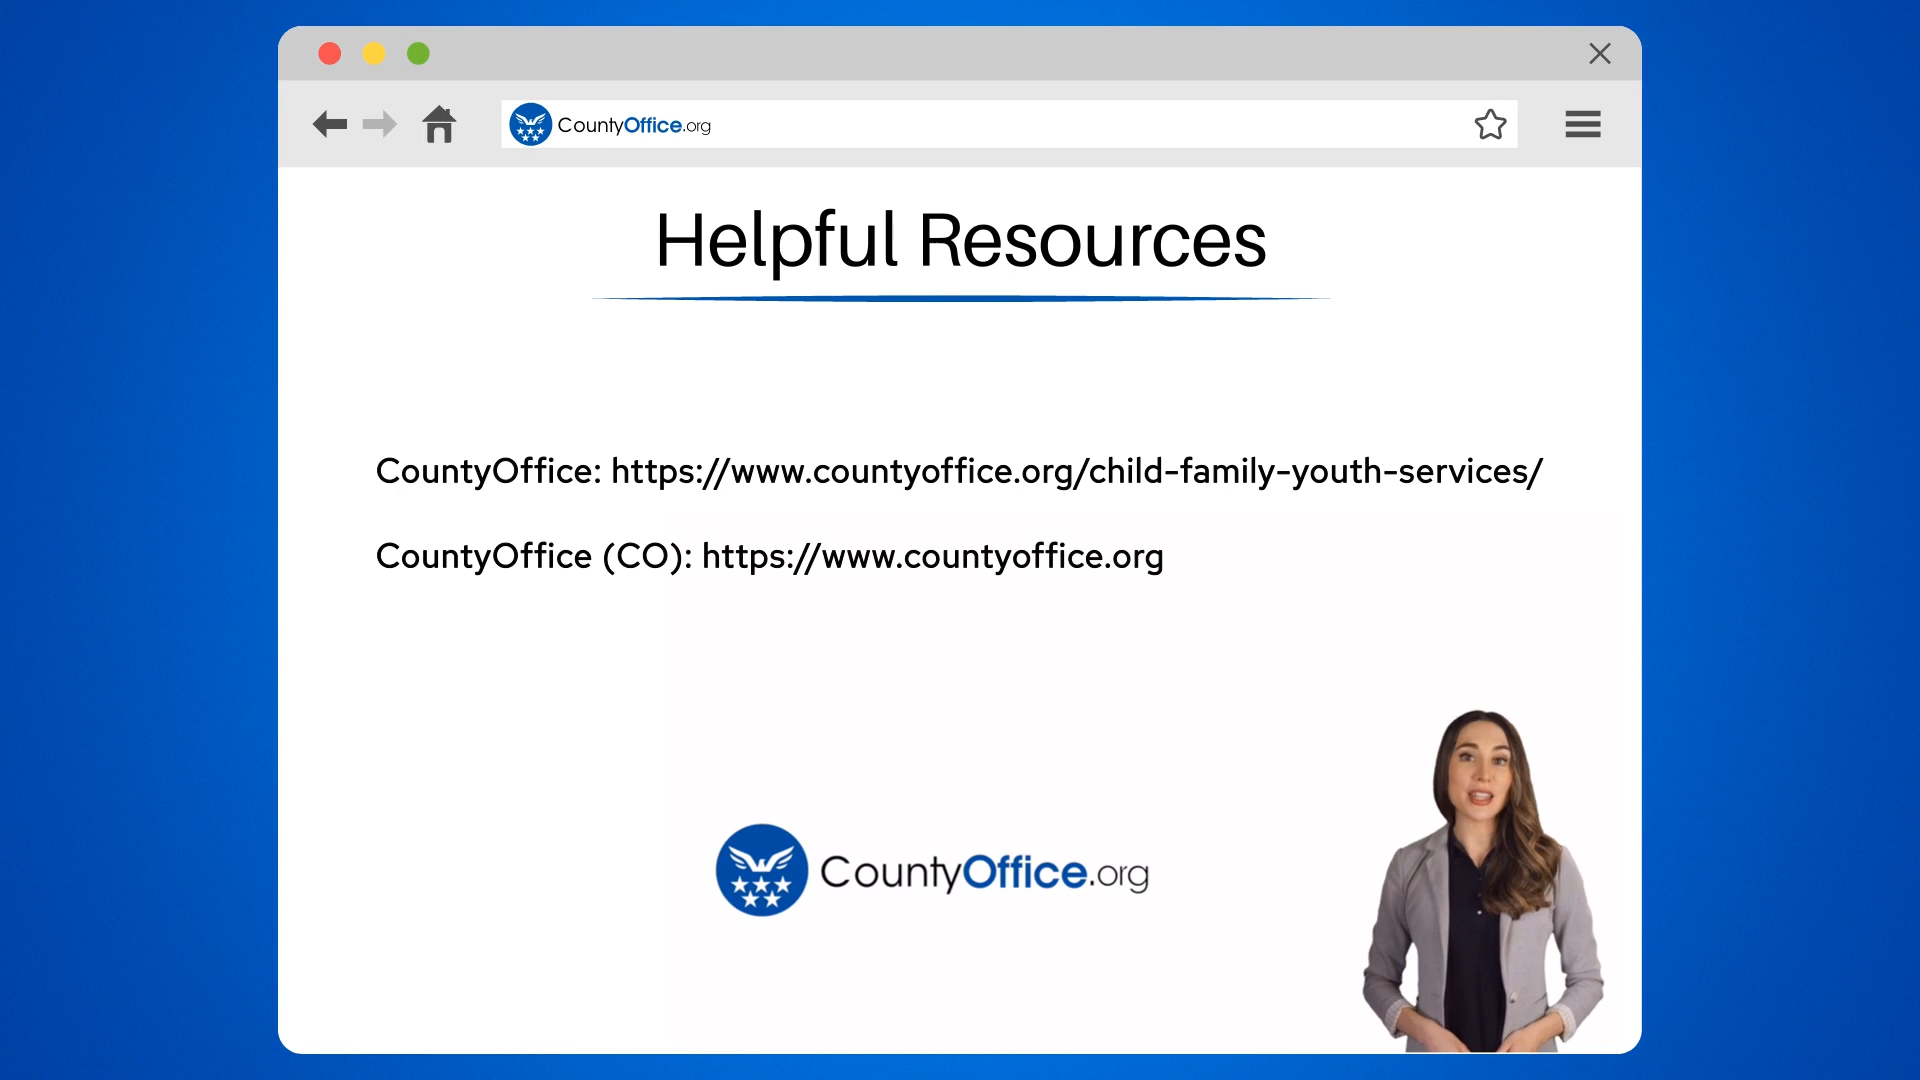 CountyOffice.org
Helpful Resources
CountyOffice: https://www.countyoffice.org/child-family-youth-services/
CountyOffice (CO): https://www.countyoffice.org
CountyOffice.org